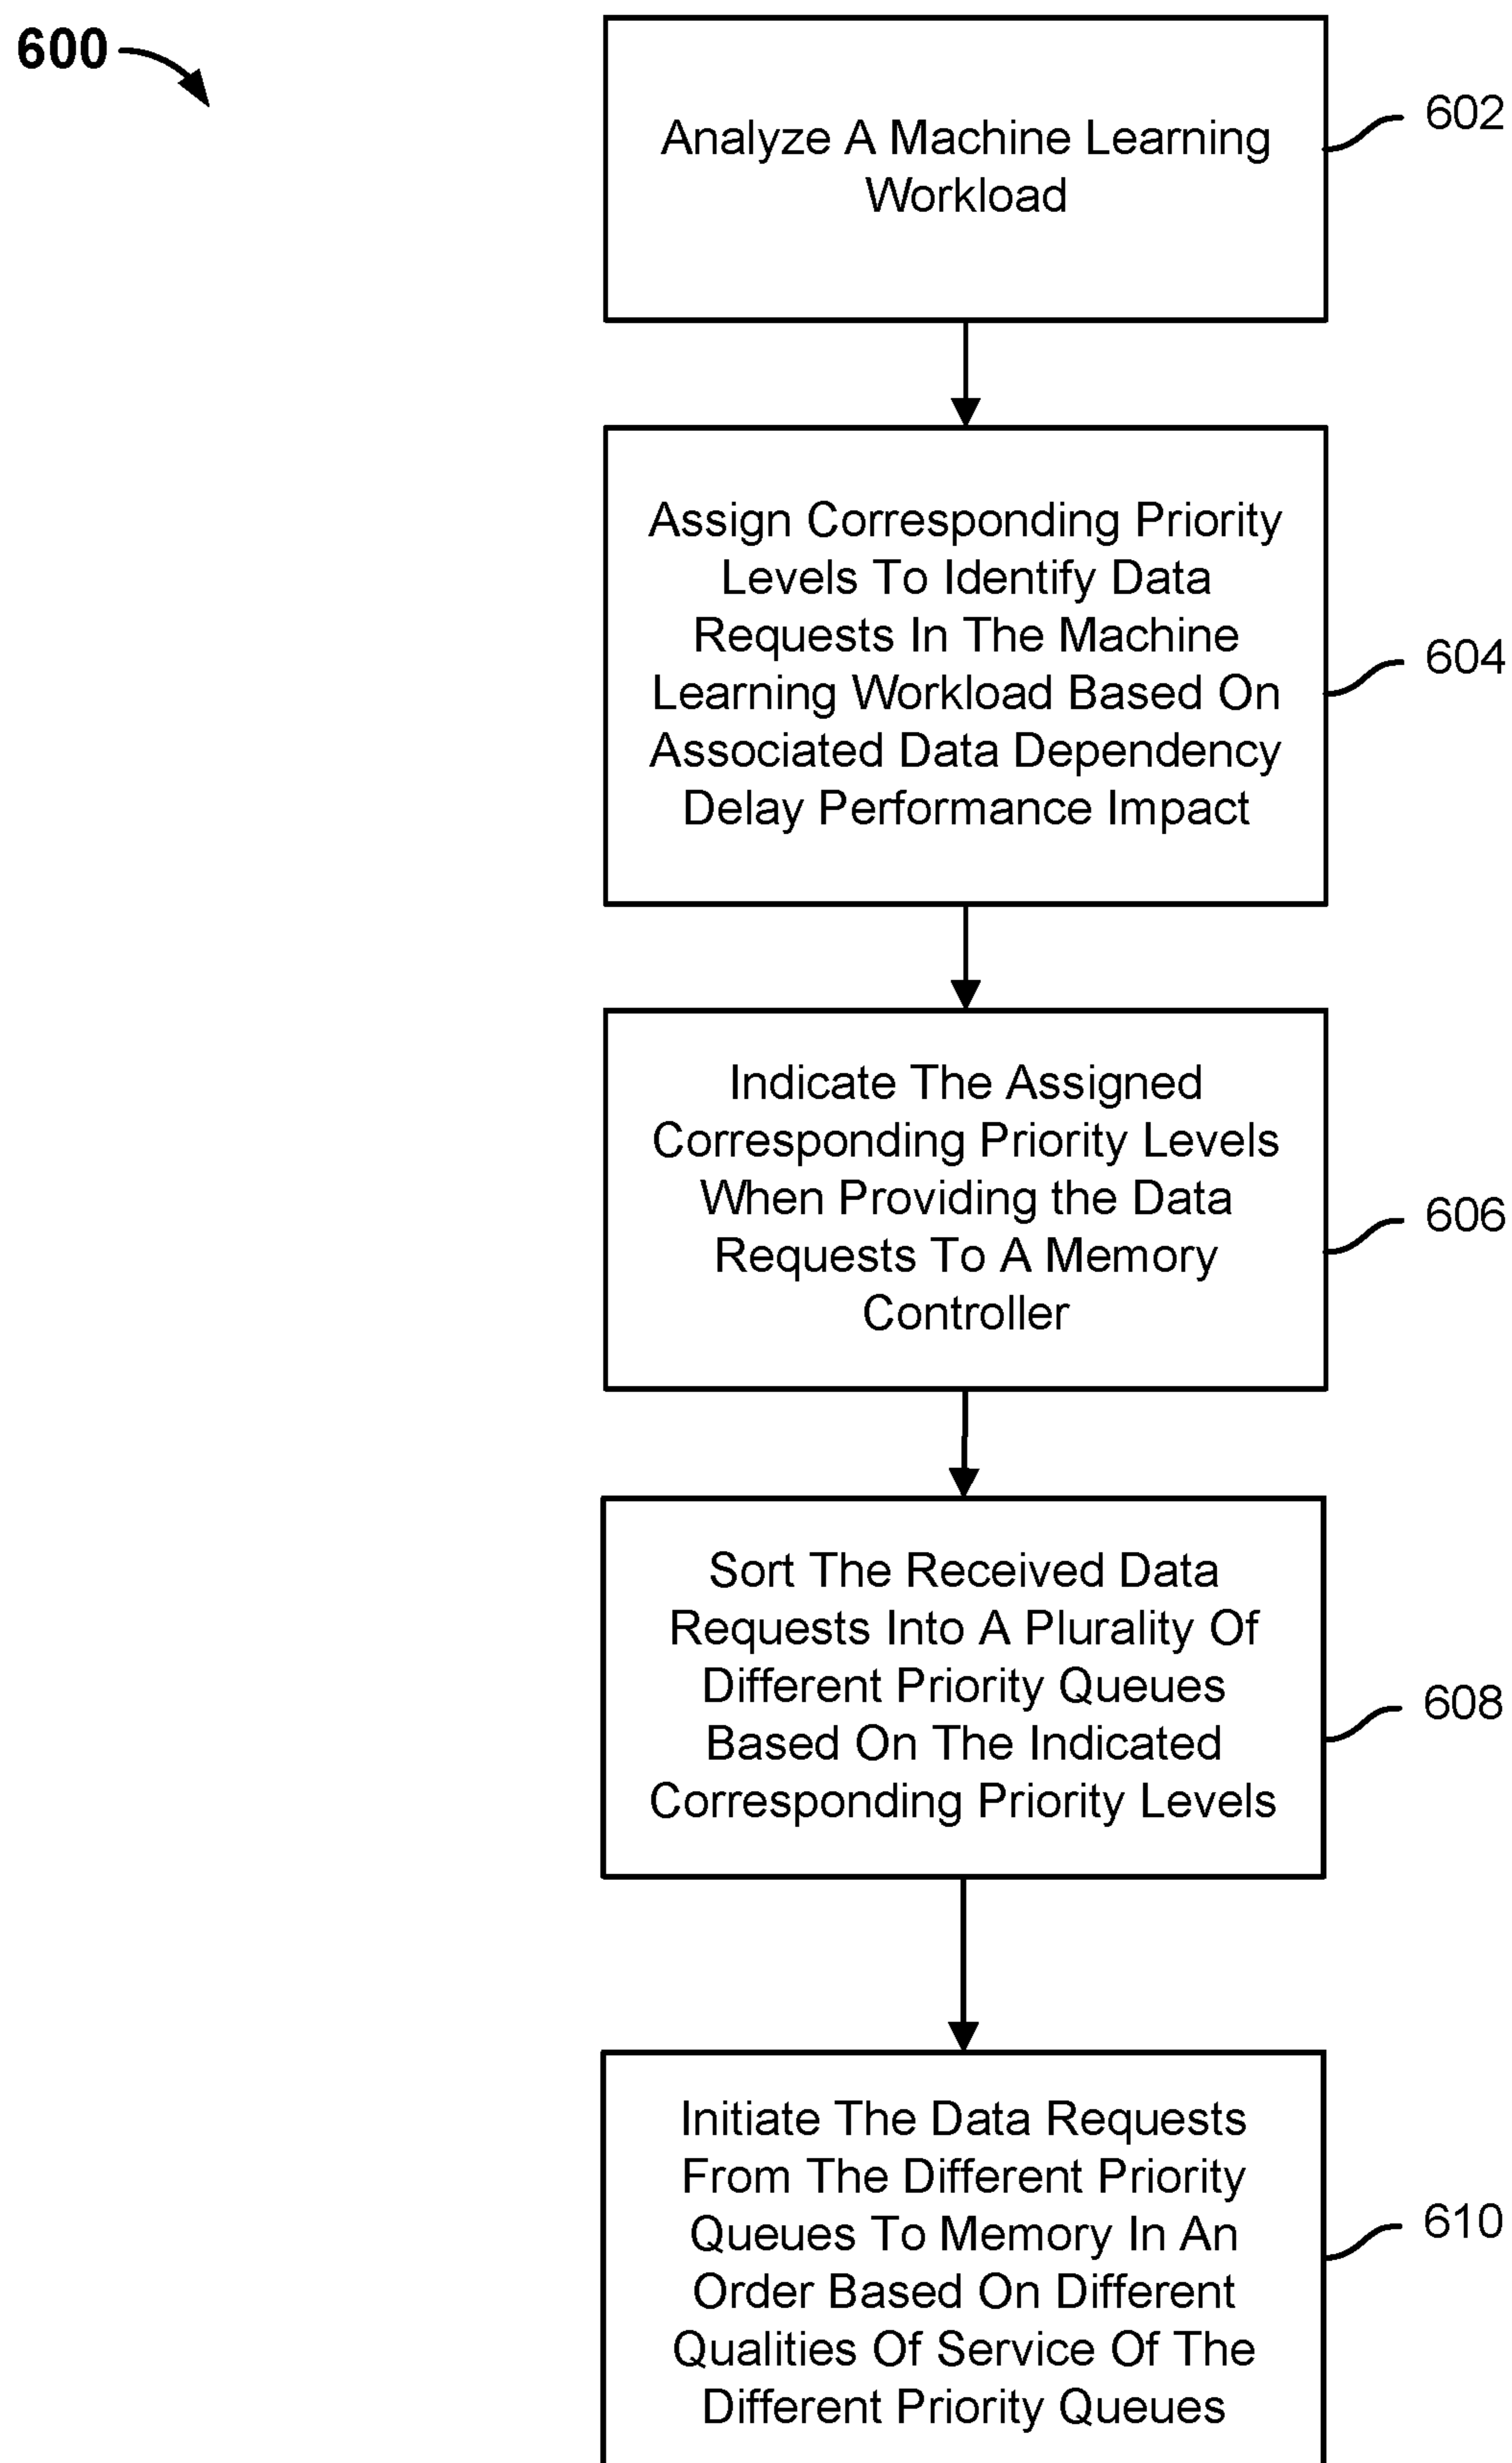 600
Analyze A Machine Learning
Workload
602
Assign Corresponding Priority
Levels To Identify Data
Requests In The Machine
Learning Workload Based On
Associated Data Dependency
Delay Performance Impact
604
Indicate The Assigned
Corresponding Priority Levels
When Providing the Data
Requests To A Memory
Controller
606
Sort The Received Data
Requests Into A Plurality Of
Different Priority Queues
Based On The Indicated
Corresponding Priority Levels
608
Initiate The Data Requests
From The Different Priority
Queues To Memory In An
Order Based On Different
Qualities Of Service Of The
Different Priority Queues
610